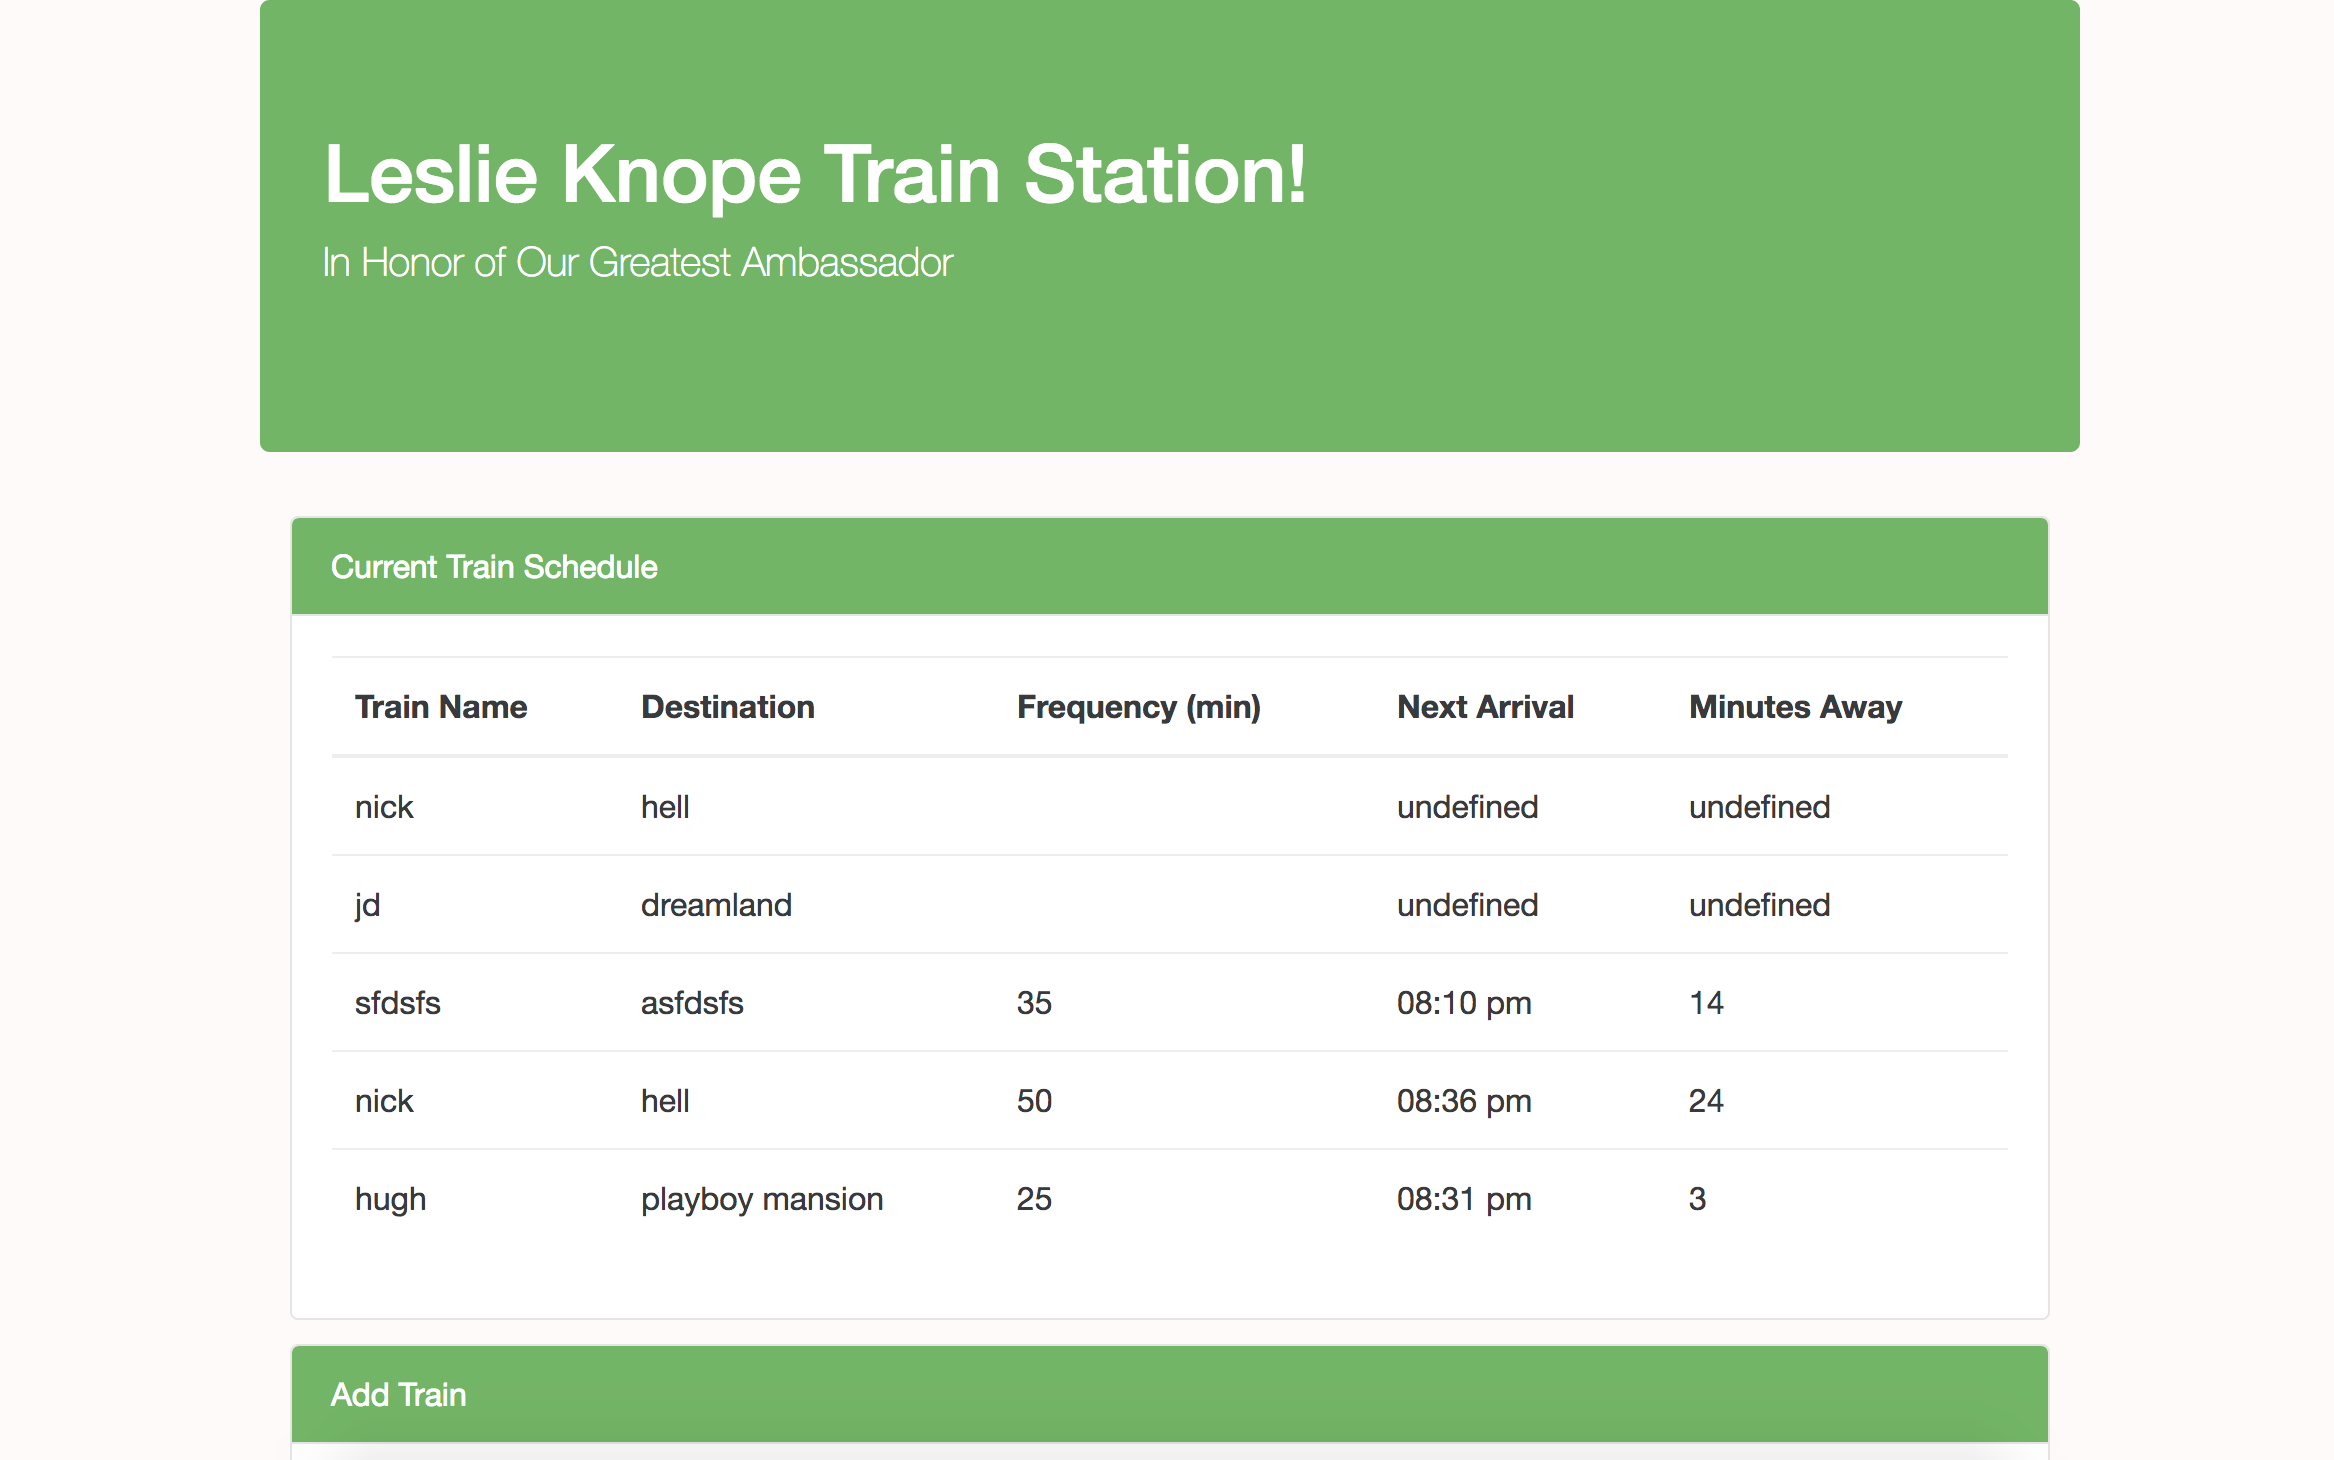 Leslie Knope Train Station!
In Honor of Our Greatest Ambassador
Current Train Schedule
Train Name Destination Frequency (min) Next Arrival Minutes Away
nick hell undefined undefined
jd dreamland undefined undefined
sfdsfs asfdsfs 35 08:10 pm 14
nick hell 50 08:36 pm 24
hugh playboy mansion 25 08:31 pm 3
Add Train